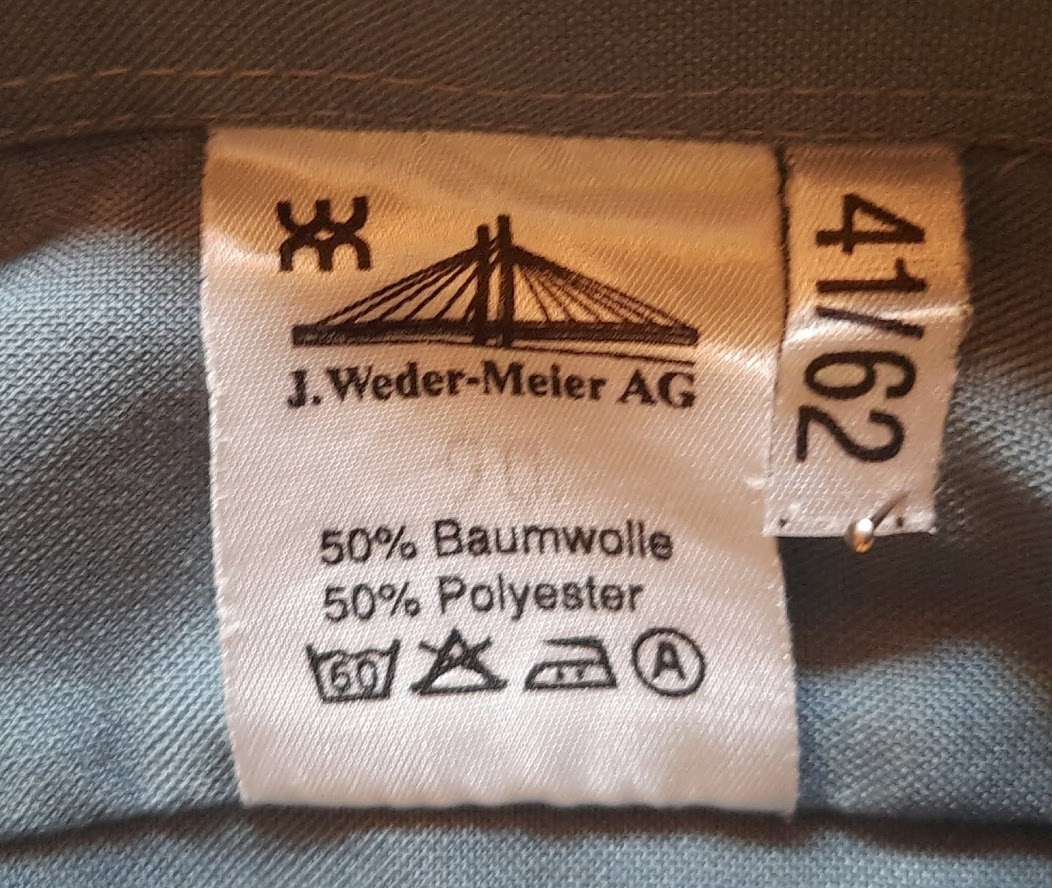 J. Weder-Meier AG
50% Baumwolle
50% Polyester
60
A
41/62